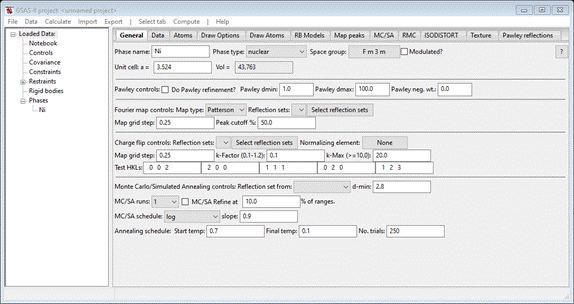 GSAS-II project: <unnamed project>
File Data Calculate Import Export | Select tab Compute Help
Loaded Data:
Notebook
Controls
Covariance
Constraints
Restraints
Rigid bodies
Phases
Ni
General Data Atoms Draw Options Draw Atoms RB Models Map peaks MC/SA RMC ISODISTORT Texture Pawley reflections
Phase name: Ni Phase type: nuclear Space group: F m 3 m Modulated? ?
Unit cell: a = 3.524 Vol = 43.763
Pawley controls: Do Pawley refinement? Pawley dmin: 1.0 Pawley dmax: 100.0 Pawley neg. wt.: 0.0
Fourier map controls: Map type: Patterson Reflection sets: Select reflection sets
Map grid step: 0.25 Peak cutoff %: 50.0
Charge flip controls: Reflection sets: Select reflection sets Normalizing element: None
Map grid step: 0.25 k-Factor (0.1-1.2): 0.1 k-Max (>=10.0): 20.0
Test HKLs: 0 0 2 2 0 0 1 1 1 0 2 0 1 2 3
Monte Carlo/Simulated Annealing controls: Reflection set from: d-min: 2.8
MC/SA runs: 1 MC/SA Refine at 10.0 % of ranges.
MC/SA schedule: log slope: 0.9
Annealing schedule: Start temp: 0.7 Final temp: 0.1 No. trials: 250